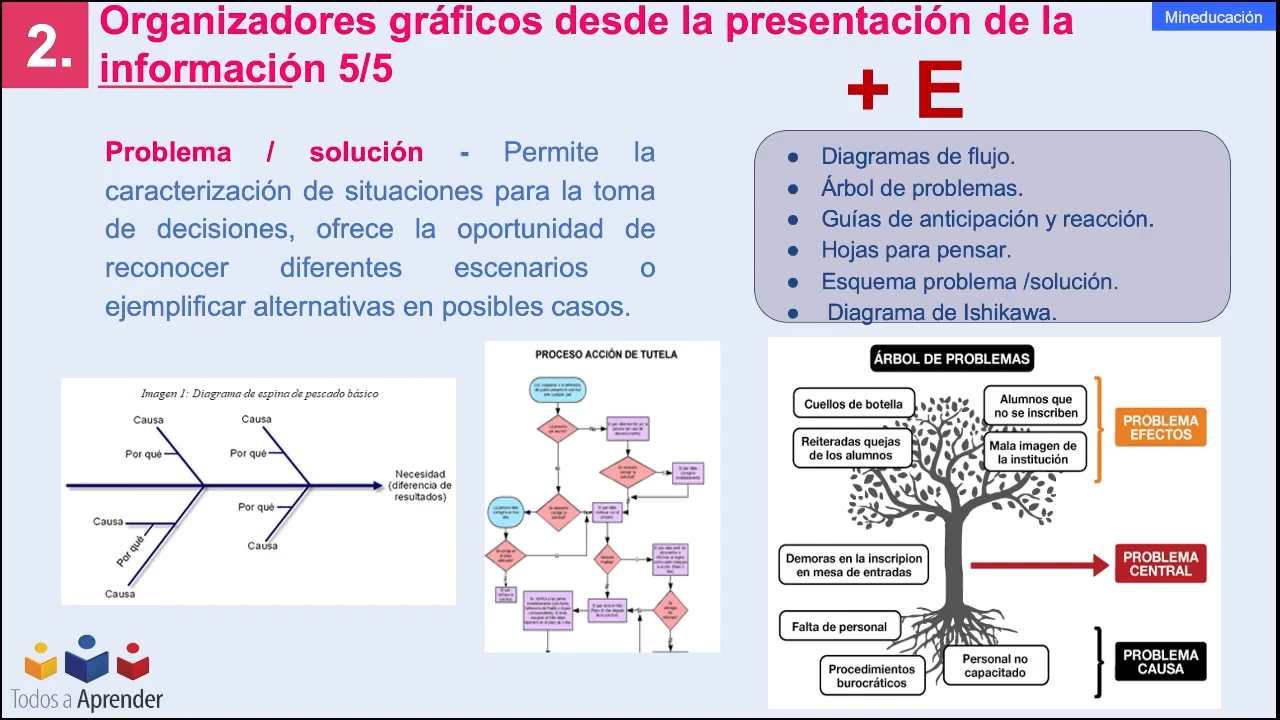 2.
Organizadores gráficos desde la presentación de la
información 5/5
Mineducación
+ E
Problema / solución - Permite la
caracterización de situaciones para la toma
de decisiones, ofrece la oportunidad de
reconocer diferentes escenarios o
ejemplificar alternativas en posibles casos.
● Diagramas de flujo.
● Árbol de problemas.
● Guías de anticipación y reacción.
● Hojas para pensar.
● Esquema problema /solución.
● Diagrama de Ishikawa.
Imagen 1: Diagrama de espina de pescado básico
Causa
Causa
Por qué
Por qué
Necesidad
(diferencia de
resultados)
Por qué
Causa
Por qué
Causa
Causa
PROCESO ACCIÓN DE TUTELA
ÁRBOL DE PROBLEMAS
Cuellos de botella
Alumnos que
no se inscriben
Reiteradas quejas
de los alumnos
Mala imagen de
la institución
PROBLEMA
EFECTOS
Demoras en la inscripion
en mesa de entradas
PROBLEMA
CENTRAL
Falta de personal
Procedimientos
burocráticos
Personal no
capacitado
PROBLEMA
CAUSA
Todos a Aprender